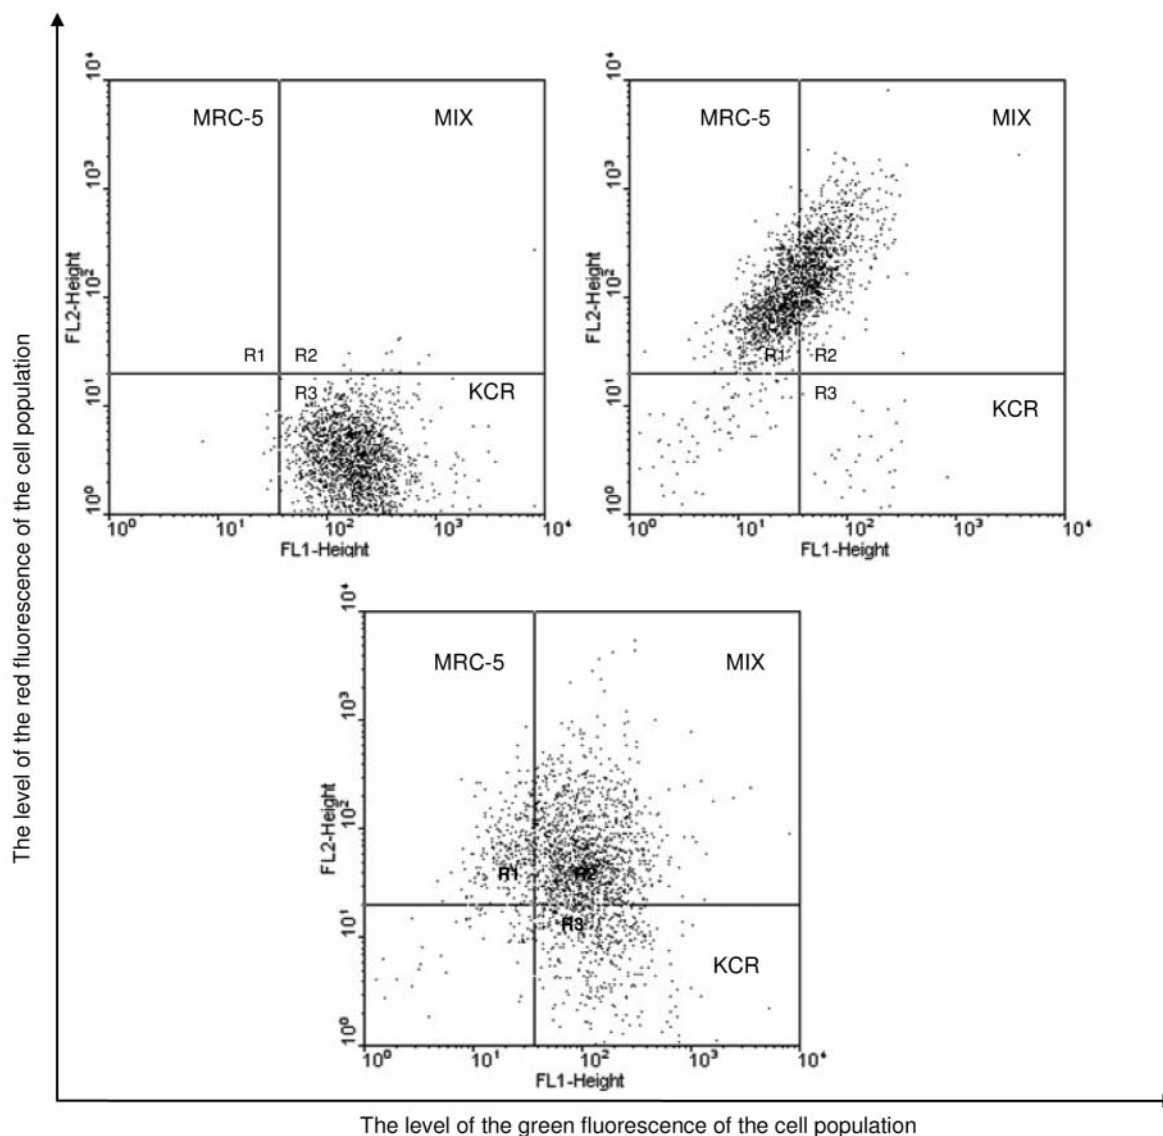 The level of the red fluorescence of the cell population
10⁴
10³
10²
10¹
10⁰
FL2-Height
MRC-5
MIX
R1
R2
R3
KCR
10⁰
10¹
10²
10³
10⁴
FL1-Height
10⁴
10³
10²
10¹
10⁰
FL2-Height
MRC-5
MIX
R1
R2
R3
KCR
10⁰
10¹
10²
10³
10⁴
FL1-Height
10⁴
10³
10²
10¹
10⁰
FL2-Height
MRC-5
MIX
R1
R2
R3
KCR
10⁰
10¹
10²
10³
10⁴
FL1-Height
The level of the green fluorescence of the cell population